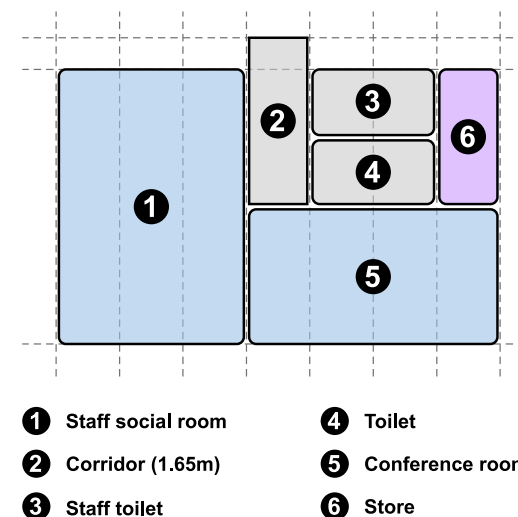 2
3
6
4
1
5
1 Staff social room
4 Toilet
2 Corridor (1.65m)
5 Conference roor
3 Staff toilet
6 Store